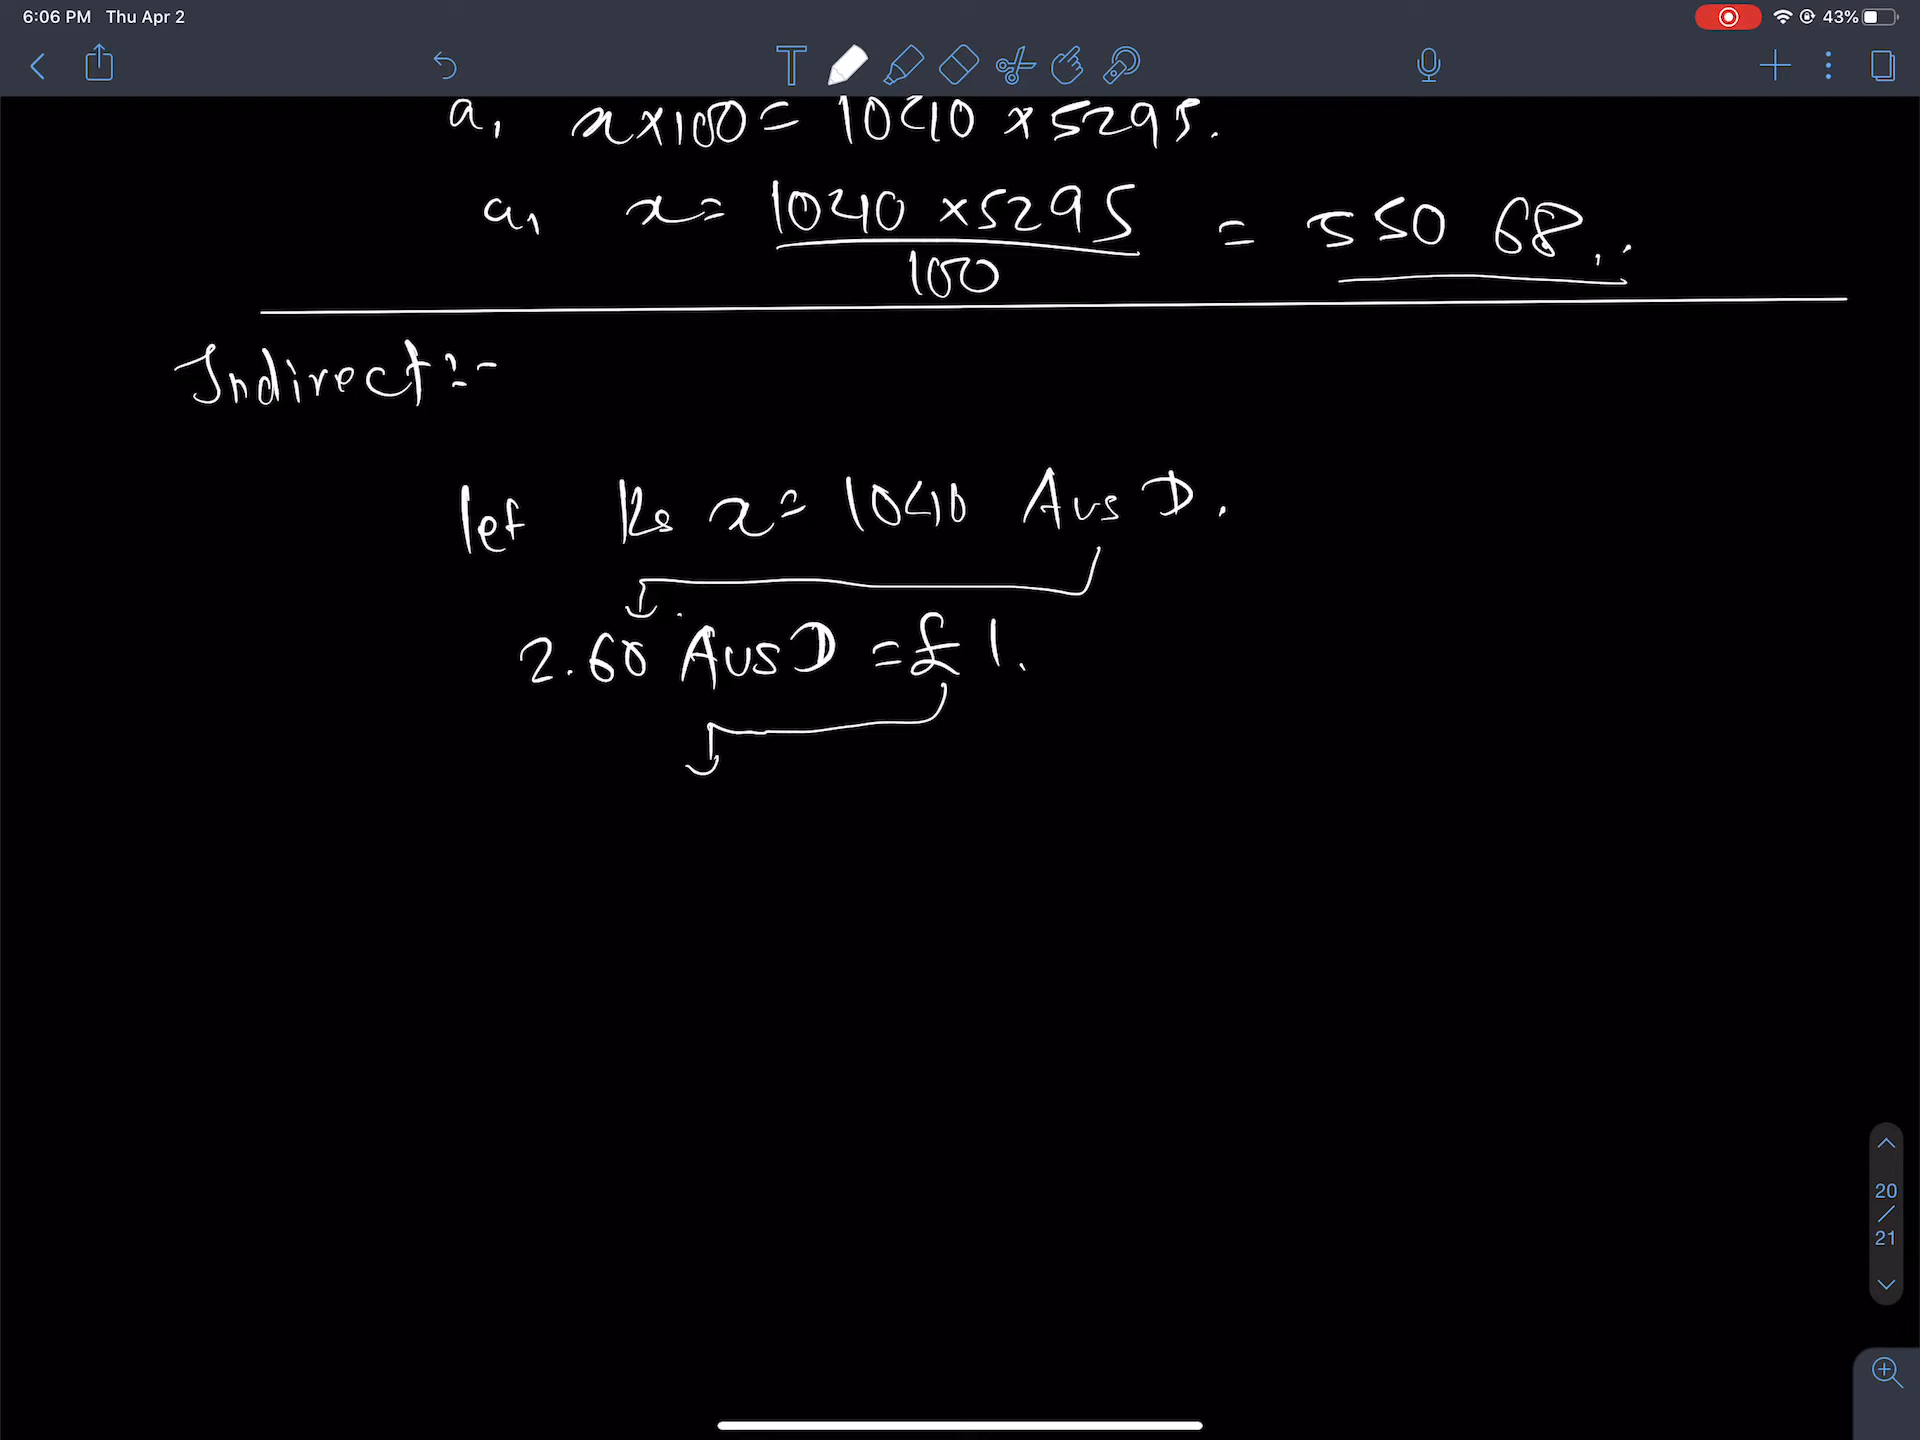 6:06 PM Thu Apr 2
43%
a, x×100 = 1040 × 5295.
a, x = 1040 × 5295 / 100 = 55068.
Indirect:-
let Rs x = 1040 Aus D.
2.60 Aus D = £ 1.
20
/
21